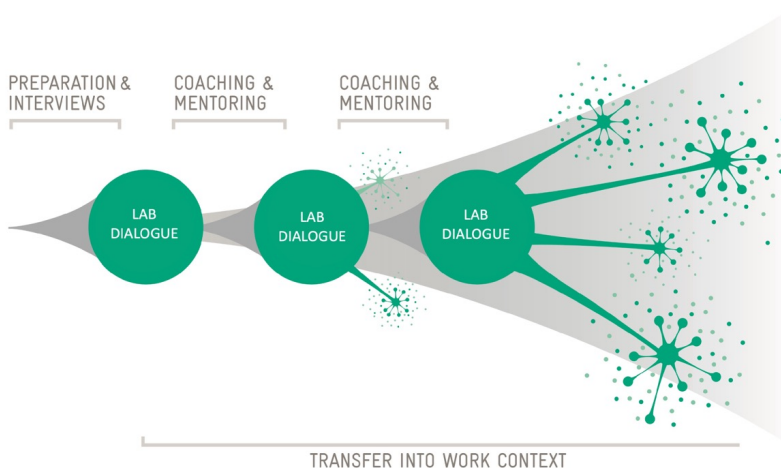 PREPARATION &
INTERVIEWS
COACHING &
MENTORING
COACHING &
MENTORING
LAB
DIALOGUE
LAB
DIALOGUE
LAB
DIALOGUE
TRANSFER INTO WORK CONTEXT